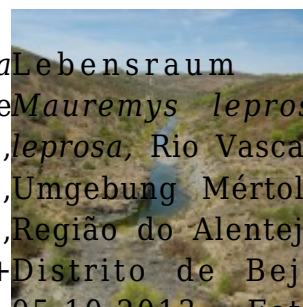 Lebensraum
Mauremys lepros
leprosa, Rio Vasca
Umgebung Mértol
Região do Alentej
Distrito de Bej